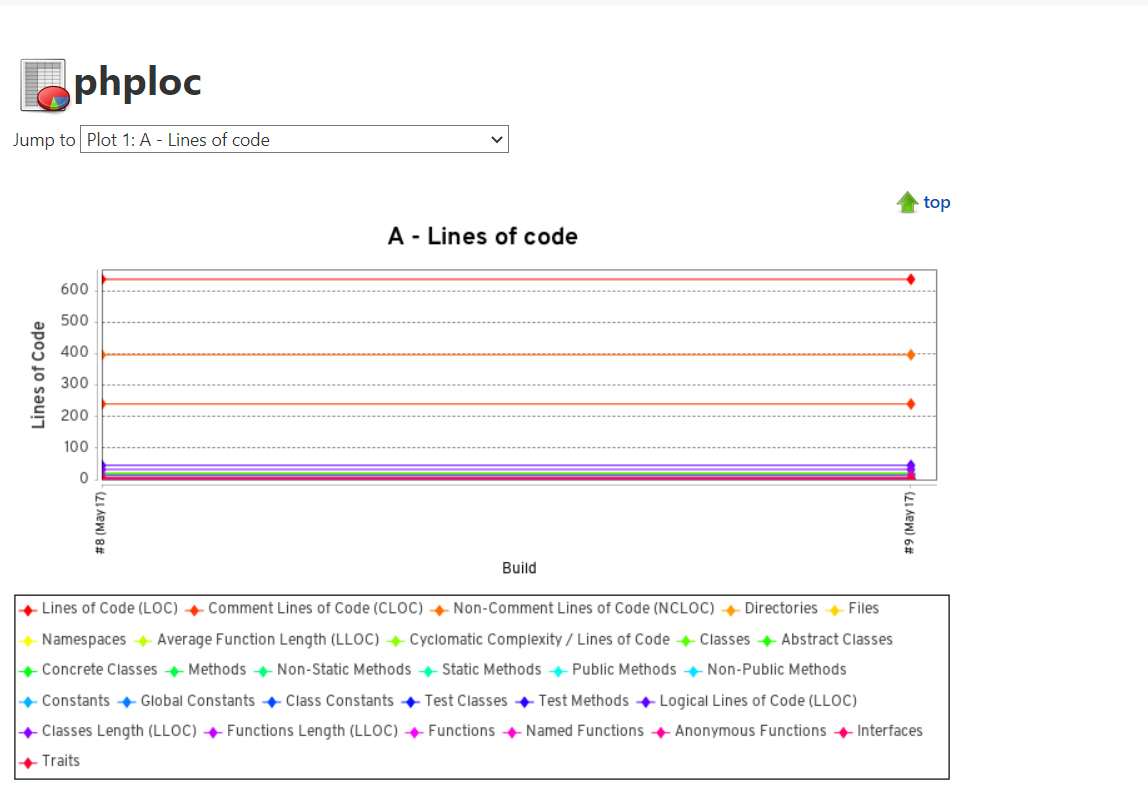 phploc
Jump to Plot 1: A - Lines of code
top
A - Lines of code
Lines of Code
600
500
400
300
200
100
0
#8 (May 17)
#9 (May 17)
Build
Lines of Code (LOC) Comment Lines of Code (CLOC) Non-Comment Lines of Code (NCLOC) Directories Files
Namespaces Average Function Length (LLOC) Cyclomatic Complexity / Lines of Code Classes Abstract Classes
Concrete Classes Methods Non-Static Methods Static Methods Public Methods Non-Public Methods
Constants Global Constants Class Constants Test Classes Test Methods Logical Lines of Code (LLOC)
Classes Length (LLOC) Functions Length (LLOC) Functions Named Functions Anonymous Functions Interfaces
Traits